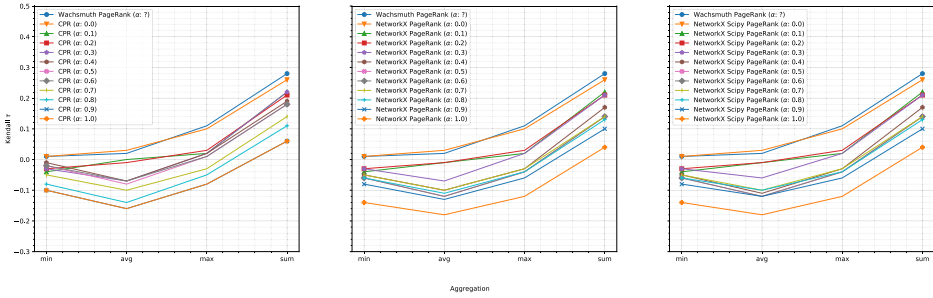 0.5
0.4
0.3
0.2
0.1
0.0
−0.1
−0.2
−0.3
Kendall τ
Wachsmuth PageRank (α: ?)
CPR (α: 0.0)
CPR (α: 0.1)
CPR (α: 0.2)
CPR (α: 0.3)
CPR (α: 0.4)
CPR (α: 0.5)
CPR (α: 0.6)
CPR (α: 0.7)
CPR (α: 0.8)
CPR (α: 0.9)
CPR (α: 1.0)
min avg max sum
Wachsmuth PageRank (α: ?)
NetworkX PageRank (α: 0.0)
NetworkX PageRank (α: 0.1)
NetworkX PageRank (α: 0.2)
NetworkX PageRank (α: 0.3)
NetworkX PageRank (α: 0.4)
NetworkX PageRank (α: 0.5)
NetworkX PageRank (α: 0.6)
NetworkX PageRank (α: 0.7)
NetworkX PageRank (α: 0.8)
NetworkX PageRank (α: 0.9)
NetworkX PageRank (α: 1.0)
min avg max sum
Wachsmuth PageRank (α: ?)
NetworkX Scipy PageRank (α: 0.0)
NetworkX Scipy PageRank (α: 0.1)
NetworkX Scipy PageRank (α: 0.2)
NetworkX Scipy PageRank (α: 0.3)
NetworkX Scipy PageRank (α: 0.4)
NetworkX Scipy PageRank (α: 0.5)
NetworkX Scipy PageRank (α: 0.6)
NetworkX Scipy PageRank (α: 0.7)
NetworkX Scipy PageRank (α: 0.8)
NetworkX Scipy PageRank (α: 0.9)
NetworkX Scipy PageRank (α: 1.0)
min avg max sum
Aggregation